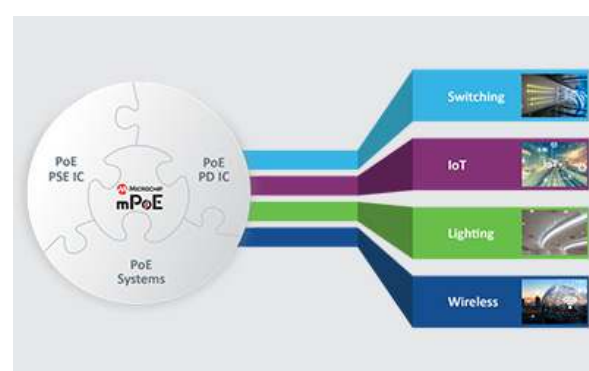 PoE
PSE IC
PoE
PD IC
MICROCHIP
mPoE
PoE
Systems
Switching
IoT
Lighting
Wireless